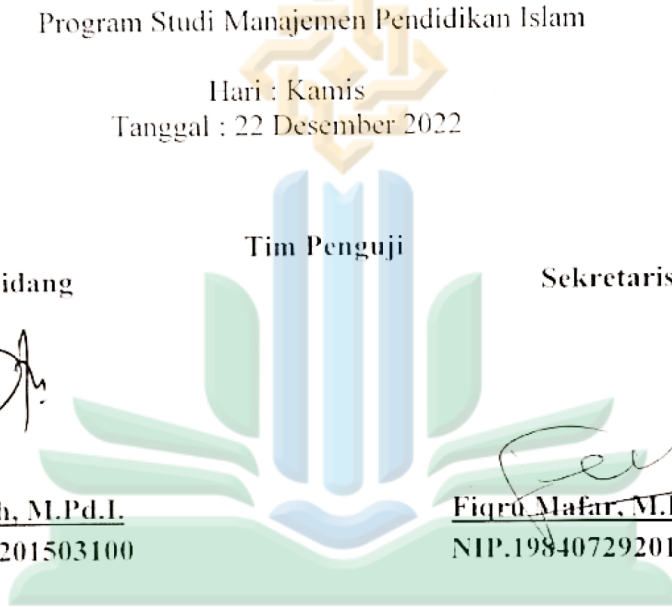 Program Studi Manajemen Pendidikan Islam
Hari : Kamis
Tanggal : 22 Desember 2022
Tim Penguji
idang
Sekretaris
h, M.Pd.I.
Fiqru Mafar, M.I
201503100
NIP.19840729201